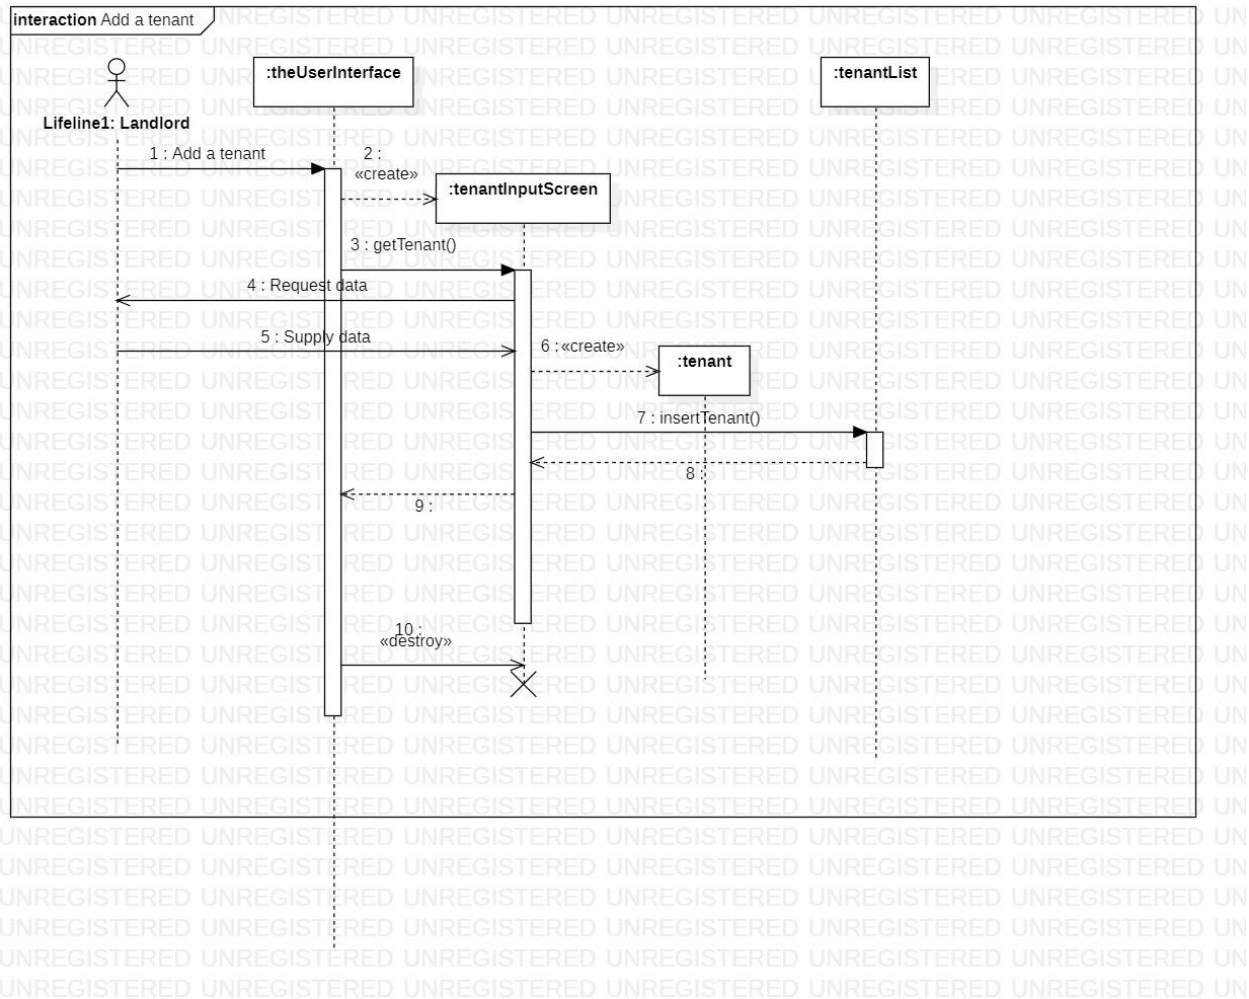 interaction Add a tenant
:theUserInterface
:tenantList
Lifeline1: Landlord
1 : Add a tenant
2 :
«create»
:tenantInputScreen
3 : getTenant()
4 : Request data
5 : Supply data
6 : «create»
:tenant
7 : insertTenant()
8 :
9 :
10 :
«destroy»
UNREGISTERED